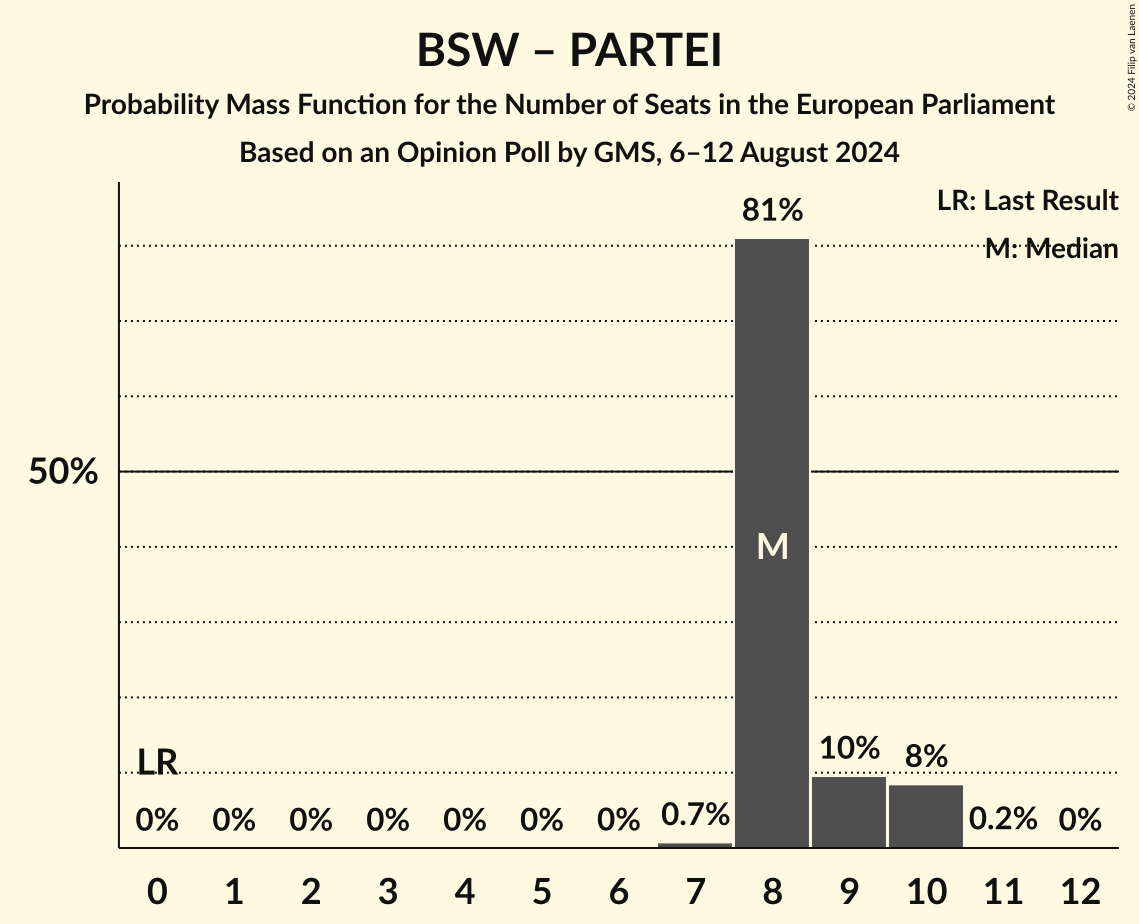 BSW – PARTEI
Probability Mass Function for the Number of Seats in the European Parliament
Based on an Opinion Poll by GMS, 6–12 August 2024
© 2024 Filip van Laenen
LR: Last Result
M: Median
81%
50%
M
LR
10%
8%
0% 0% 0% 0% 0% 0% 0% 0.7% 0.2% 0%
0 1 2 3 4 5 6 7 8 9 10 11 12